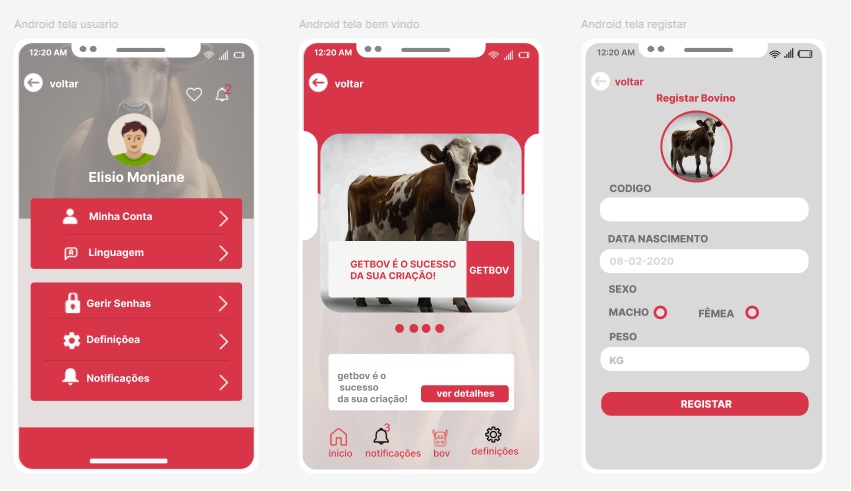 Android tela usuario
12:20 AM
voltar
2
Elisio Monjane
Minha Conta
Linguagem
Gerir Senhas
Definiçõea
Notificações
Android tela bem vindo
12:20 AM
voltar
GETBOV É O SUCESSO
DA SUA CRIAÇÃO!
GETBOV
getbov é o
sucesso
da sua criação!
ver detalhes
3
inicio
notificações
bov
definições
Android tela registar
12:20 AM
voltar
Registar Bovino
CODIGO
DATA NASCIMENTO
08-02-2020
SEXO
MACHO
FÊMEA
PESO
KG
REGISTAR